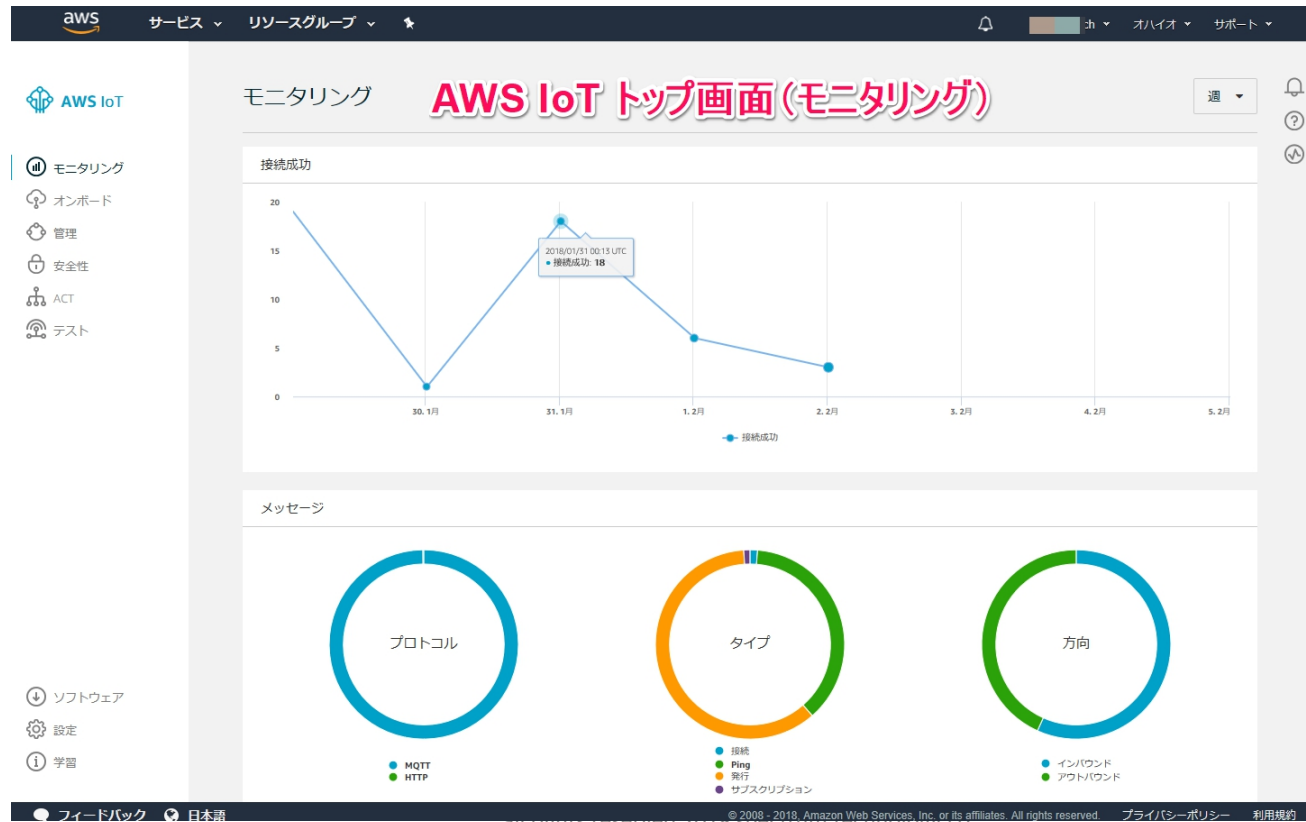 aws サービス リソースグループ ch オハイオ サポート
AWS IoT
モニタリング
オンボード
管理
安全性
ACT
テスト
ソフトウェア
設定
学習
モニタリング
AWS IoT トップ画面(モニタリング)
週
接続成功
20
15
10
5
0
2018/01/31 00:13 UTC
接続成功: 18
30. 1月 31. 1月 1. 2月 2. 2月 3. 2月 4. 2月 5. 2月
接続成功
メッセージ
プロトコル
MQTT
HTTP
タイプ
接続
Ping
発行
サブスクリプション
方向
インバウンド
アウトバウンド
フィードバック 日本語 © 2008 - 2018, Amazon Web Services, Inc. or its affiliates. All rights reserved. プライバシーポリシー 利用規約